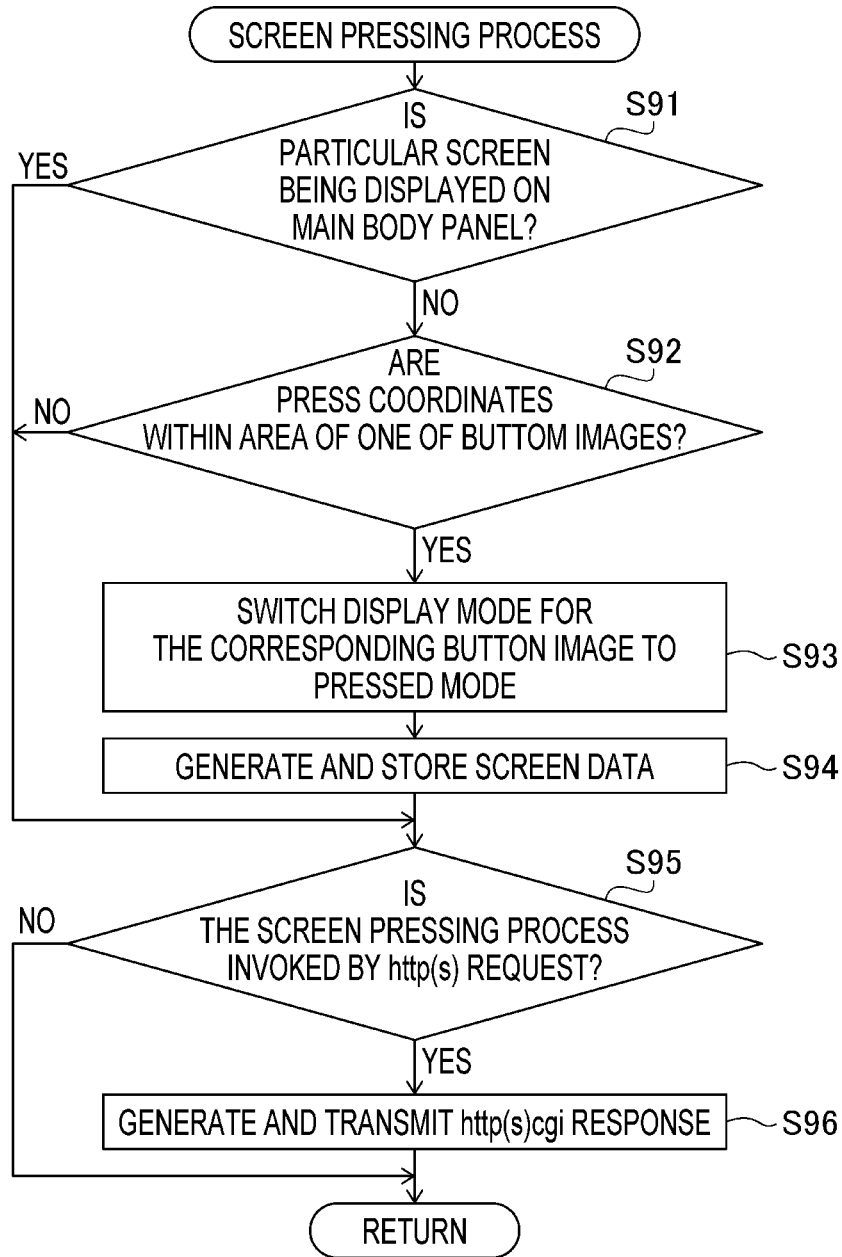 SCREEN PRESSING PROCESS
S91
IS
PARTICULAR SCREEN
BEING DISPLAYED ON
MAIN BODY PANEL?
YES
NO
S92
ARE
PRESS COORDINATES
WITHIN AREA OF ONE OF BUTTOM IMAGES?
NO
YES
SWITCH DISPLAY MODE FOR
THE CORRESPONDING BUTTON IMAGE TO
PRESSED MODE
S93
GENERATE AND STORE SCREEN DATA
S94
S95
IS
THE SCREEN PRESSING PROCESS
INVOKED BY http(s) REQUEST?
NO
YES
GENERATE AND TRANSMIT http(s)cgi RESPONSE
S96
RETURN